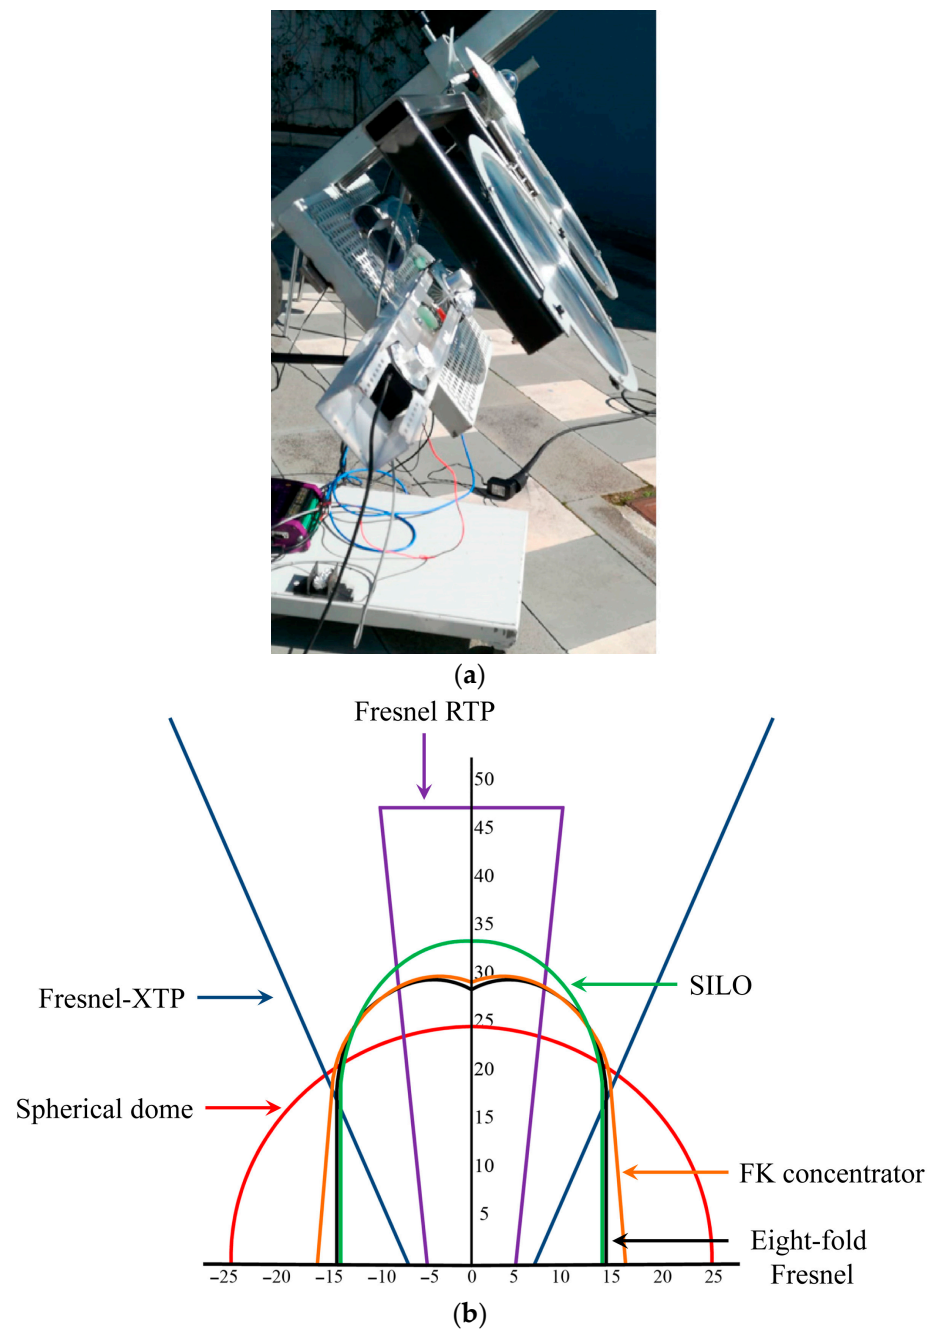 (a)
Fresnel RTP
50
45
40
35
30
25
20
15
10
5
Fresnel-XTP
SILO
Spherical dome
FK concentrator
Eight-fold
Fresnel
−25 −20 −15 −10 −5 0 5 10 15 20 25
(b)